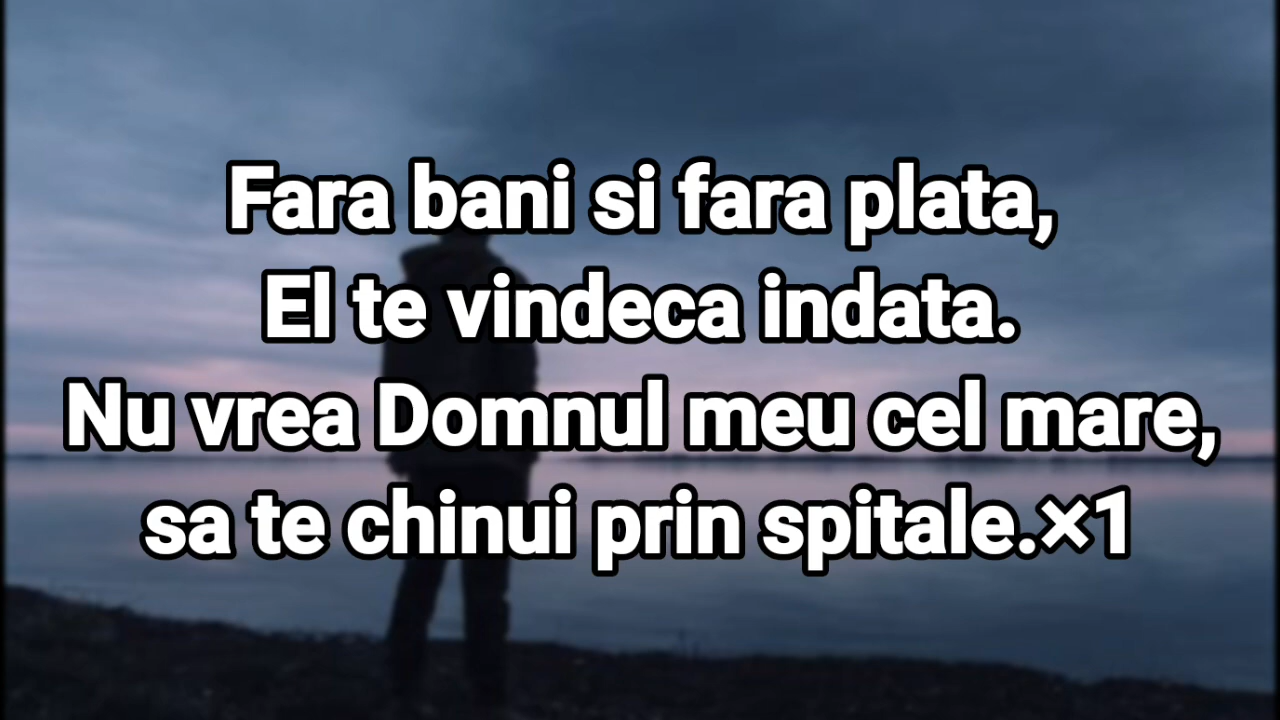 Fara bani si fara plata,
El te vindeca indata.
Nu vrea Domnul meu cel mare,
sa te chinui prin spitale.×1